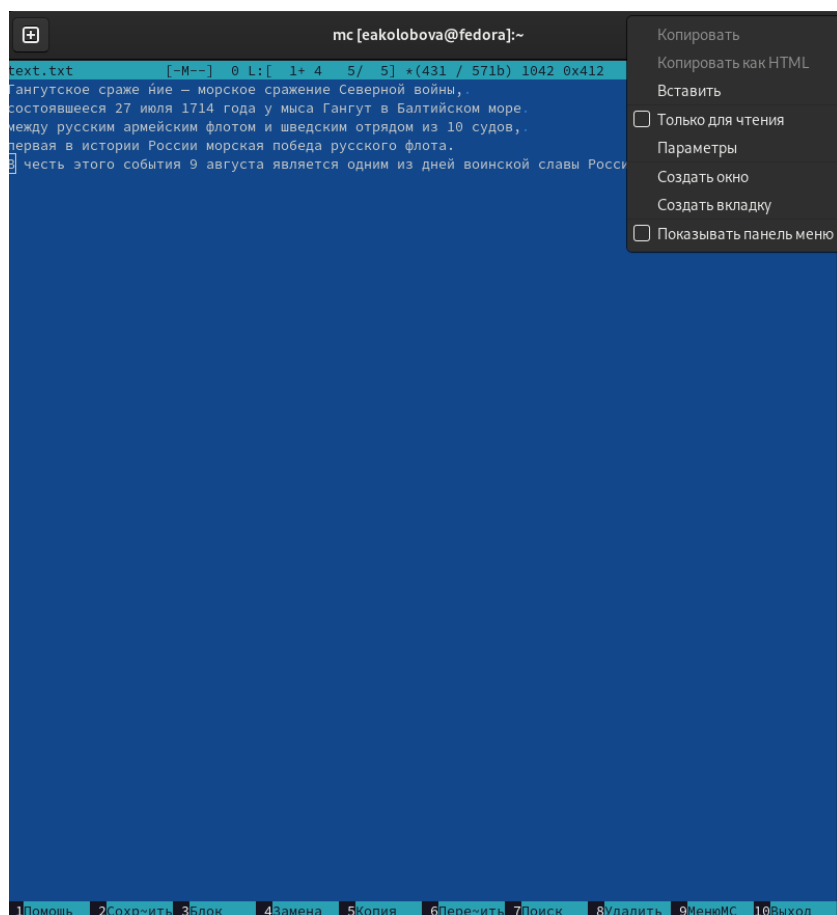 mc [eakolobova@fedora]:~
text.txt [-M--] 0 L:[ 1+ 4 5/ 5] *(431 / 571b) 1042 0x412
Гангутское сраже ́ние — морское сражение Северной войны,.
состоявшееся 27 июля 1714 года у мыса Гангут в Балтийском море.
между русским армейским флотом и шведским отрядом из 10 судов,.
первая в истории России морская победа русского флота.
В честь этого события 9 августа является одним из дней воинской славы
Копировать
Копировать как HTML
Вставить
Только для чтения
Параметры
Создать окно
Создать вкладку
Показывать панель меню
1Помощь 2Сохр~ить 3Блок 4Замена 5Копия 6Пере~ить 7Поиск 8Удалить 9МенюMC 10Выход